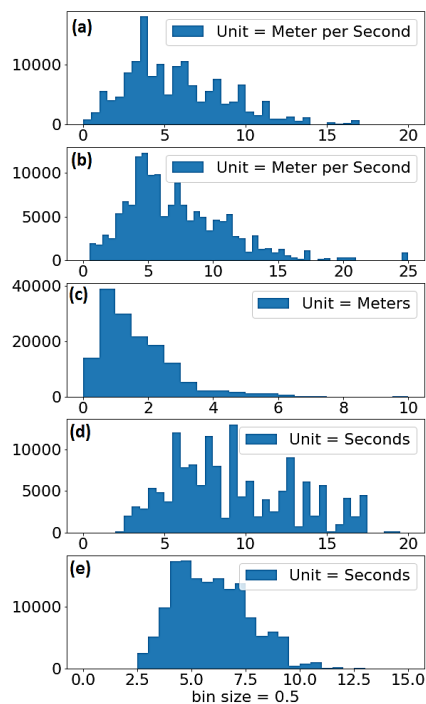 (a)
Unit = Meter per Second
10000
0
0 5 10 15 20
(b)
Unit = Meter per Second
10000
5000
0
5 10 15 20 25
(c)
Unit = Meters
40000
20000
0
0 2 4 6 8 10
(d)
Unit = Seconds
10000
5000
0
0 5 10 15 20
(e)
Unit = Seconds
10000
0
0.0 2.5 5.0 7.5 10.0 12.5 15.0
bin size = 0.5